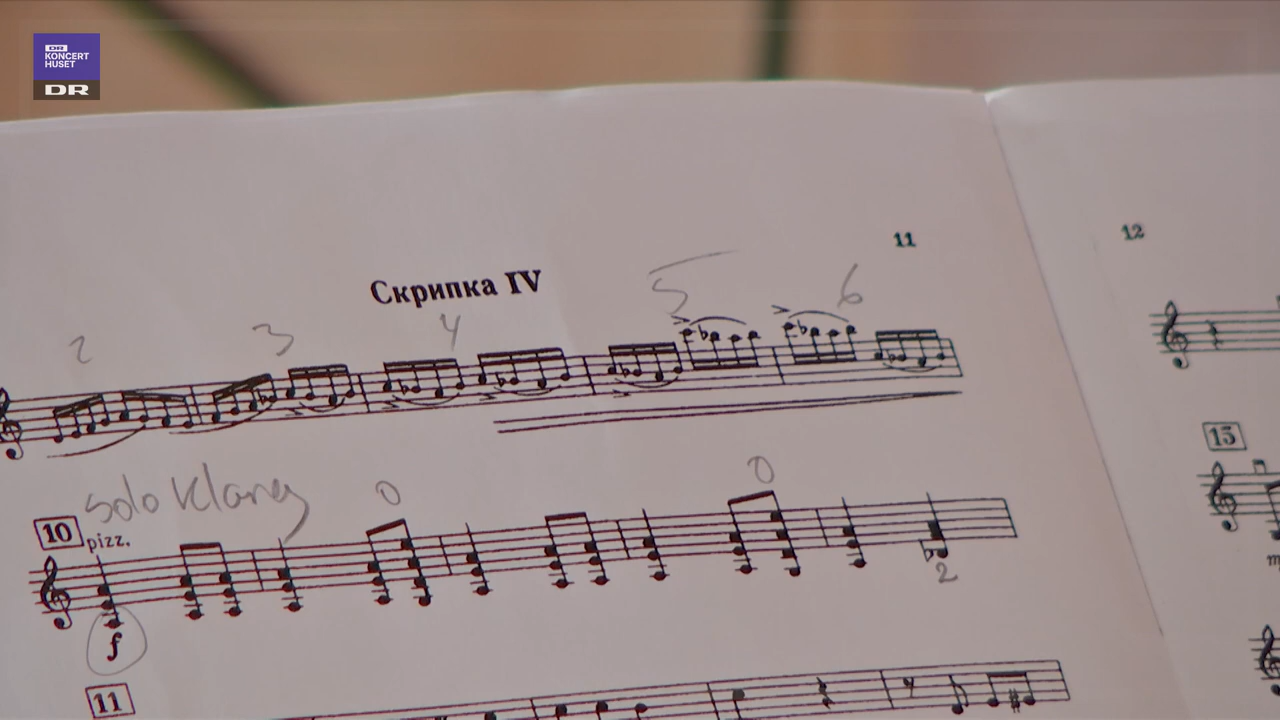 DR
KONCERT
HUSET
DR
11
12
Скрипка IV
2 3 4 5 6
15
solo klang
0 0
10
pizz.
2
f
11